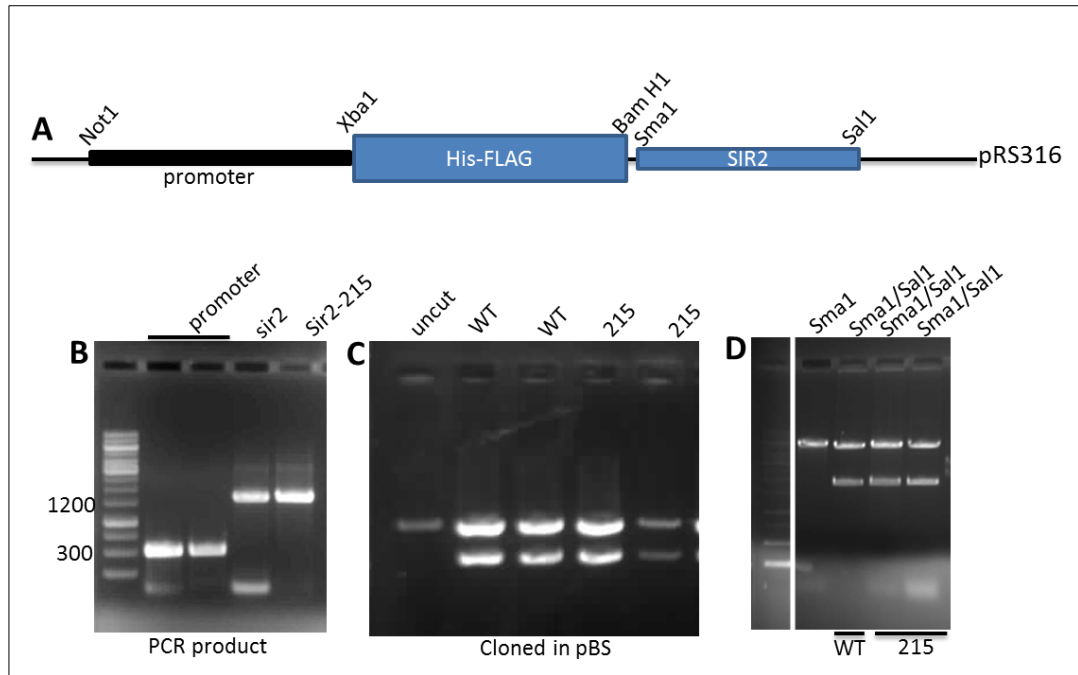 A
Not1
Xba1
Bam H1
Sma1
Sal1
His-FLAG
SIR2
pRS316
promoter
B
promoter
sir2
Sir2-215
1200
300
PCR product
C
uncut
WT
WT
215
215
Cloned in pBS
D
Sma1
Sma1/Sal1
Sma1/Sal1
Sma1/Sal1
WT
215